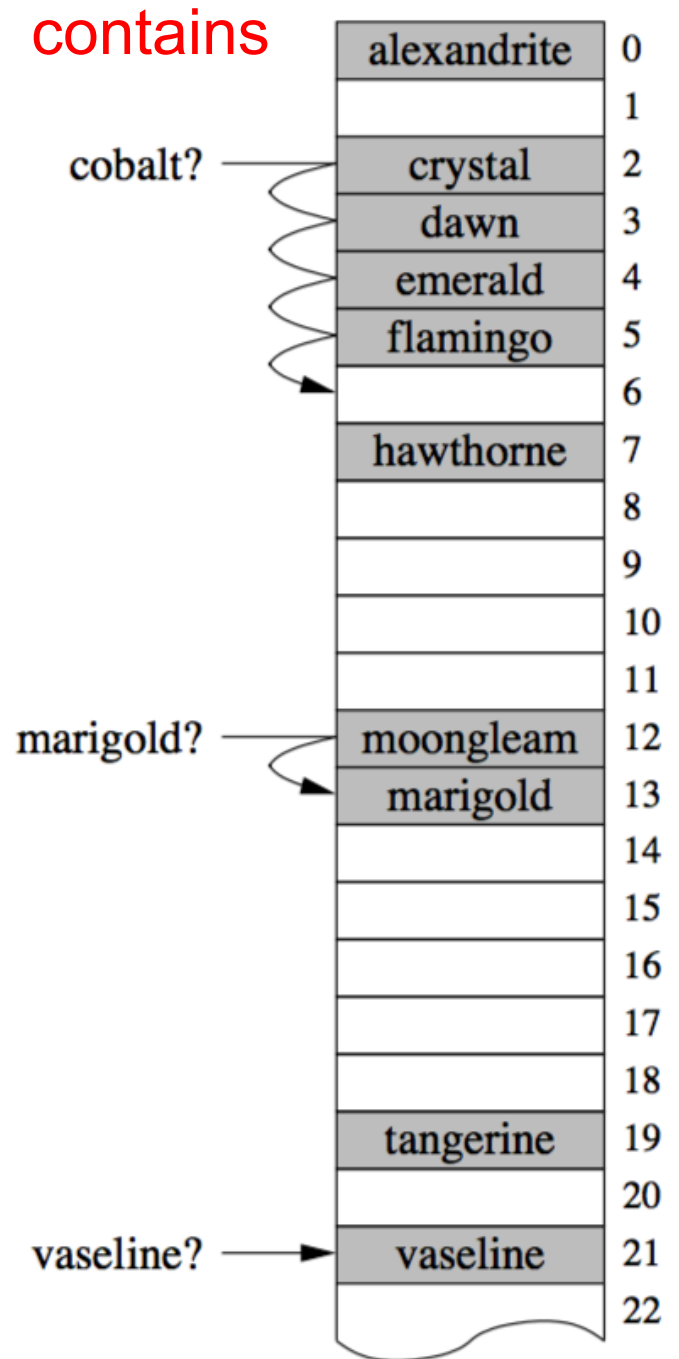 contains
alexandrite 0
1
cobalt? crystal 2
dawn 3
emerald 4
flamingo 5
6
hawthorne 7
8
9
10
11
marigold? moongleam 12
marigold 13
14
15
16
17
18
tangerine 19
20
vaseline? vaseline 21
22